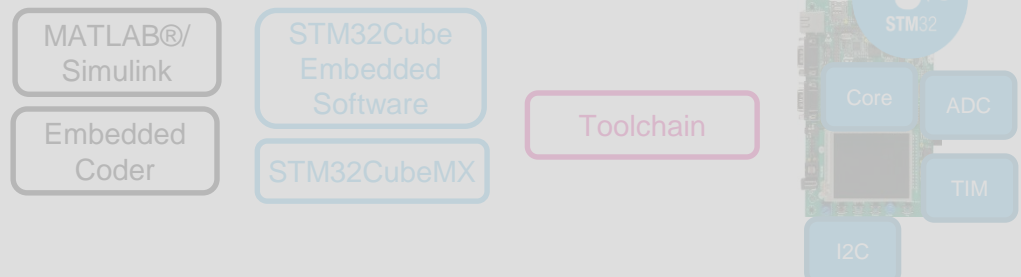 MATLAB®/
Simulink
Embedded
Coder
STM32Cube
Embedded
Software
STM32CubeMX
Toolchain
STM32
Core
ADC
TIM
I2C